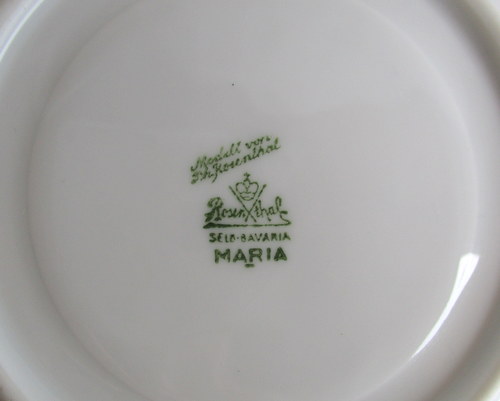 Modell von
Ph. Rosenthal
Rosenthal
SELB-BAVARIA
MARIA